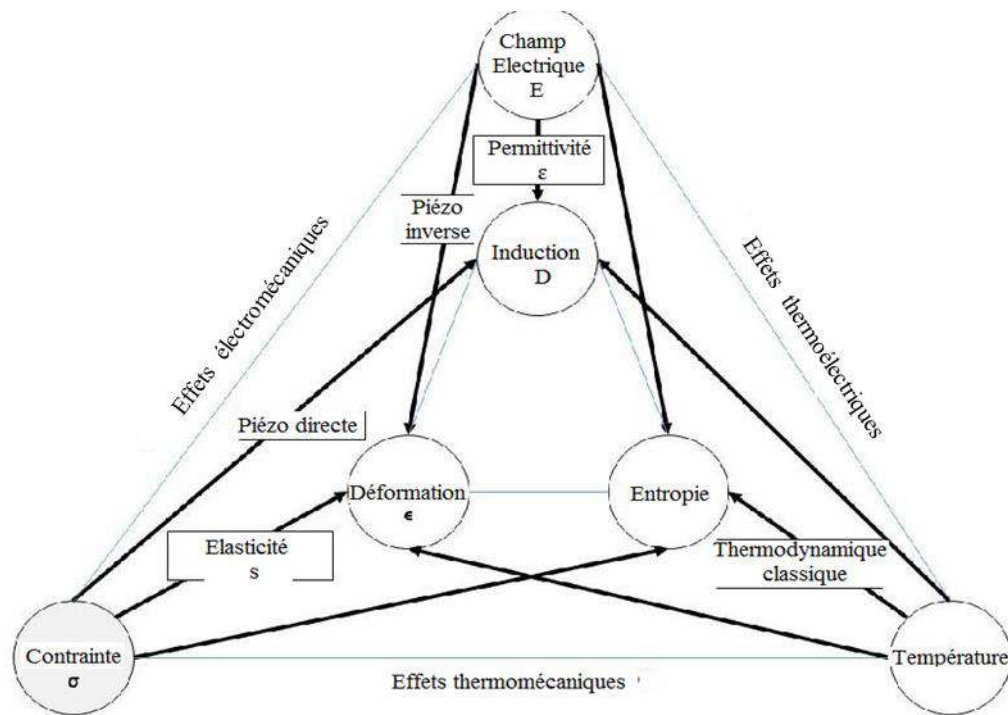 Champ
Electrique
E
Permittivité
ε
Piézo
inverse
Induction
D
Effets électromécaniques
Effets thermoélectriques
Piézo directe
Déformation
ϵ
Entropie
Elasticité
s
Thermodynamique
classique
Contrainte
σ
Température
Effets thermomécaniques